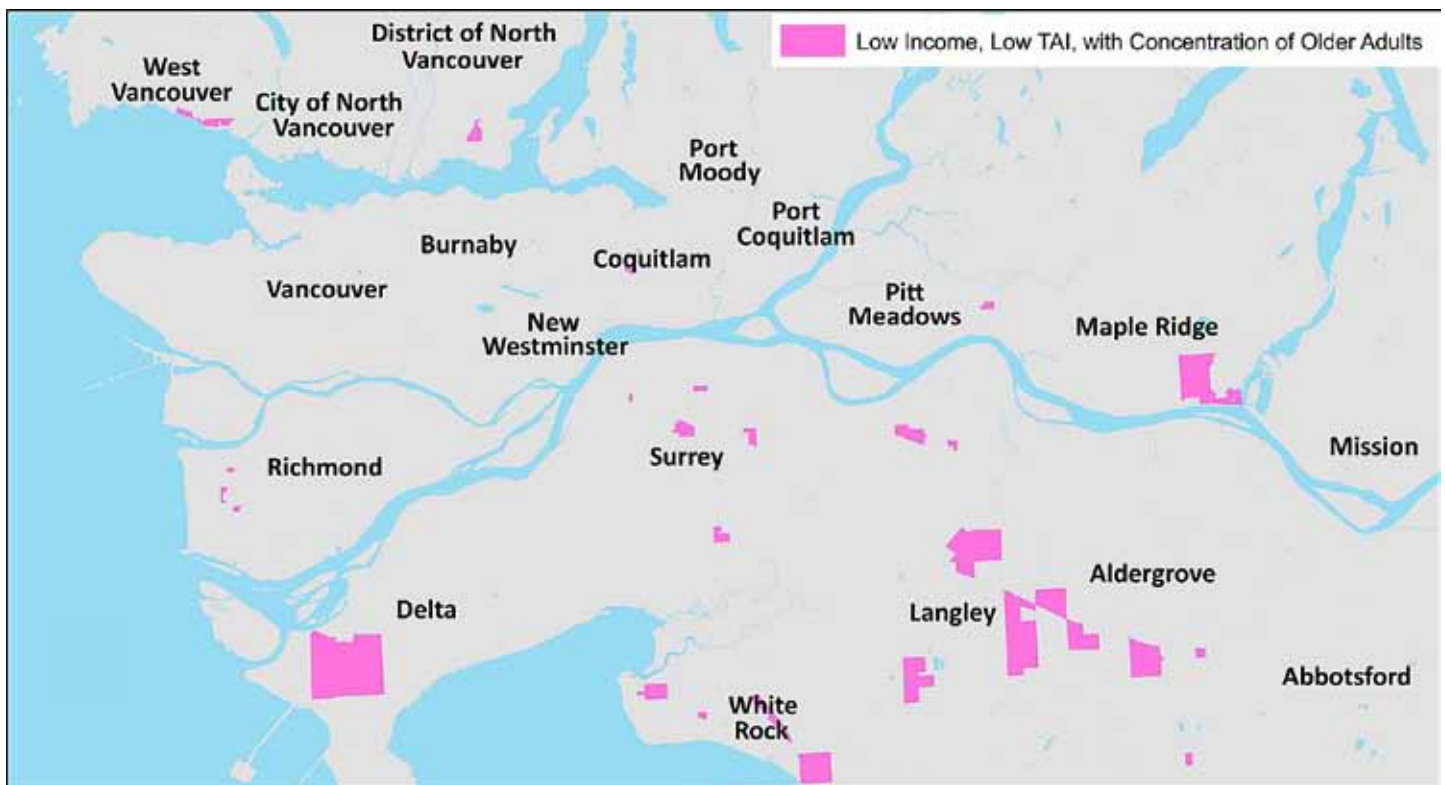 District of North
Vancouver
Low Income, Low TAI, with Concentration of Older Adults
West
Vancouver
City of North
Vancouver
Port
Moody
Port
Coquitlam
Burnaby
Coquitlam
Vancouver
Pitt
Meadows
New
Westminster
Maple Ridge
Richmond
Surrey
Mission
Delta
Aldergrove
Langley
White
Rock
Abbotsford